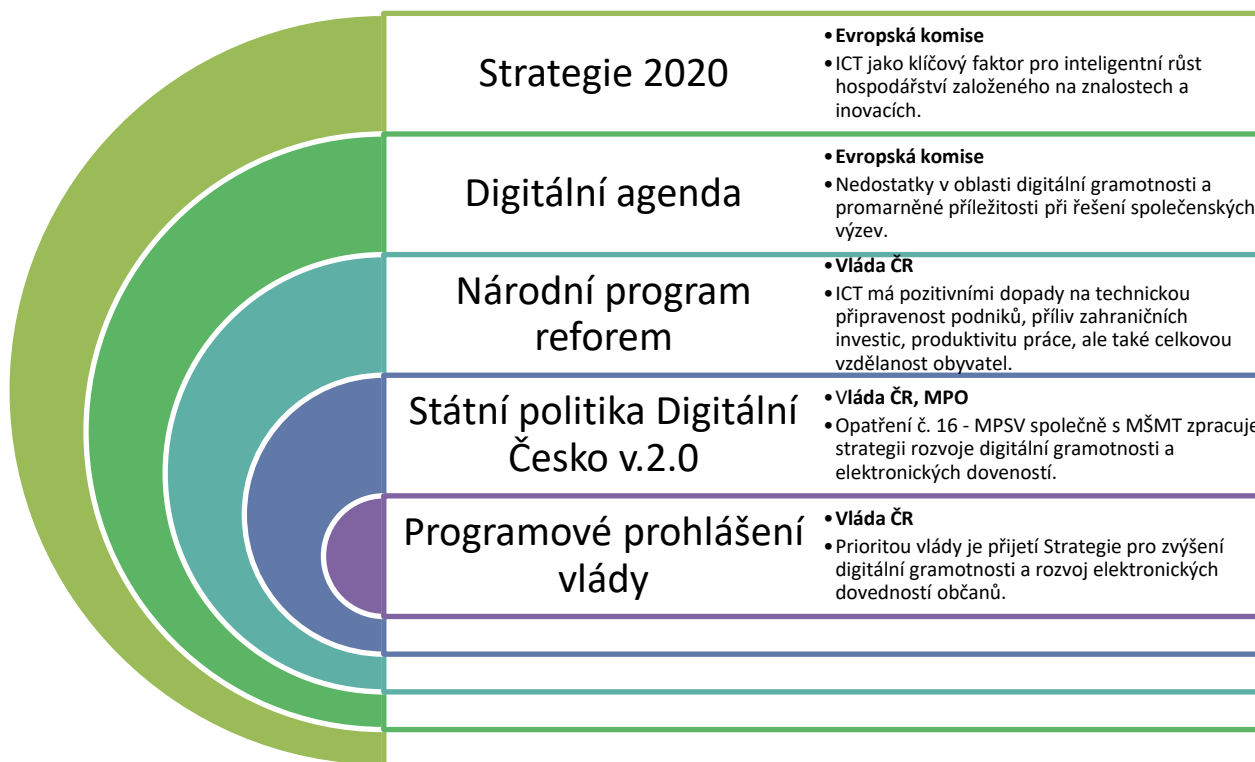 Strategie 2020
•Evropská komise
•ICT jako klíčový faktor pro inteligentní růst
hospodářství založeného na znalostech a
inovacích.
Digitální agenda
•Evropská komise
•Nedostatky v oblasti digitální gramotnosti a
promarněné příležitosti při řešení společenských
výzev.
Národní program
reforem
•Vláda ČR
•ICT má pozitivními dopady na technickou
připravenost podniků, příliv zahraničních
investic, produktivitu práce, ale také celkovou
vzdělanost obyvatel.
Státní politika Digitální
Česko v.2.0
•Vláda ČR, MPO
•Opatření č. 16 - MPSV společně s MŠMT zpracuje
strategii rozvoje digitální gramotnosti a
elektronických doveností.
Programové prohlášení
vlády
•Vláda ČR
•Prioritou vlády je přijetí Strategie pro zvýšení
digitální gramotnosti a rozvoj elektronických
dovedností občanů.